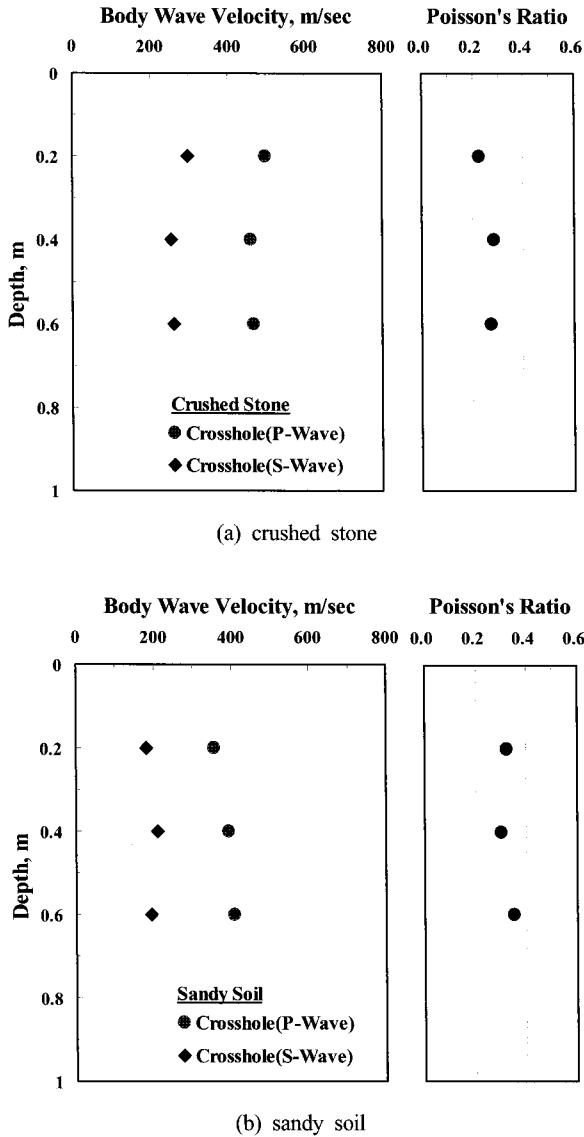 Body Wave Velocity, m/sec
Poisson's Ratio
0 200 400 600 800
0.0 0.2 0.4 0.6
0
0.2
0.4
0.6
0.8
1
Depth, m
Crushed Stone
Crosshole(P-Wave)
Crosshole(S-Wave)
(a) crushed stone
Body Wave Velocity, m/sec
Poisson's Ratio
0 200 400 600 800
0.0 0.2 0.4 0.6
0
0.2
0.4
0.6
0.8
1
Depth, m
Sandy Soil
Crosshole(P-Wave)
Crosshole(S-Wave)
(b) sandy soil